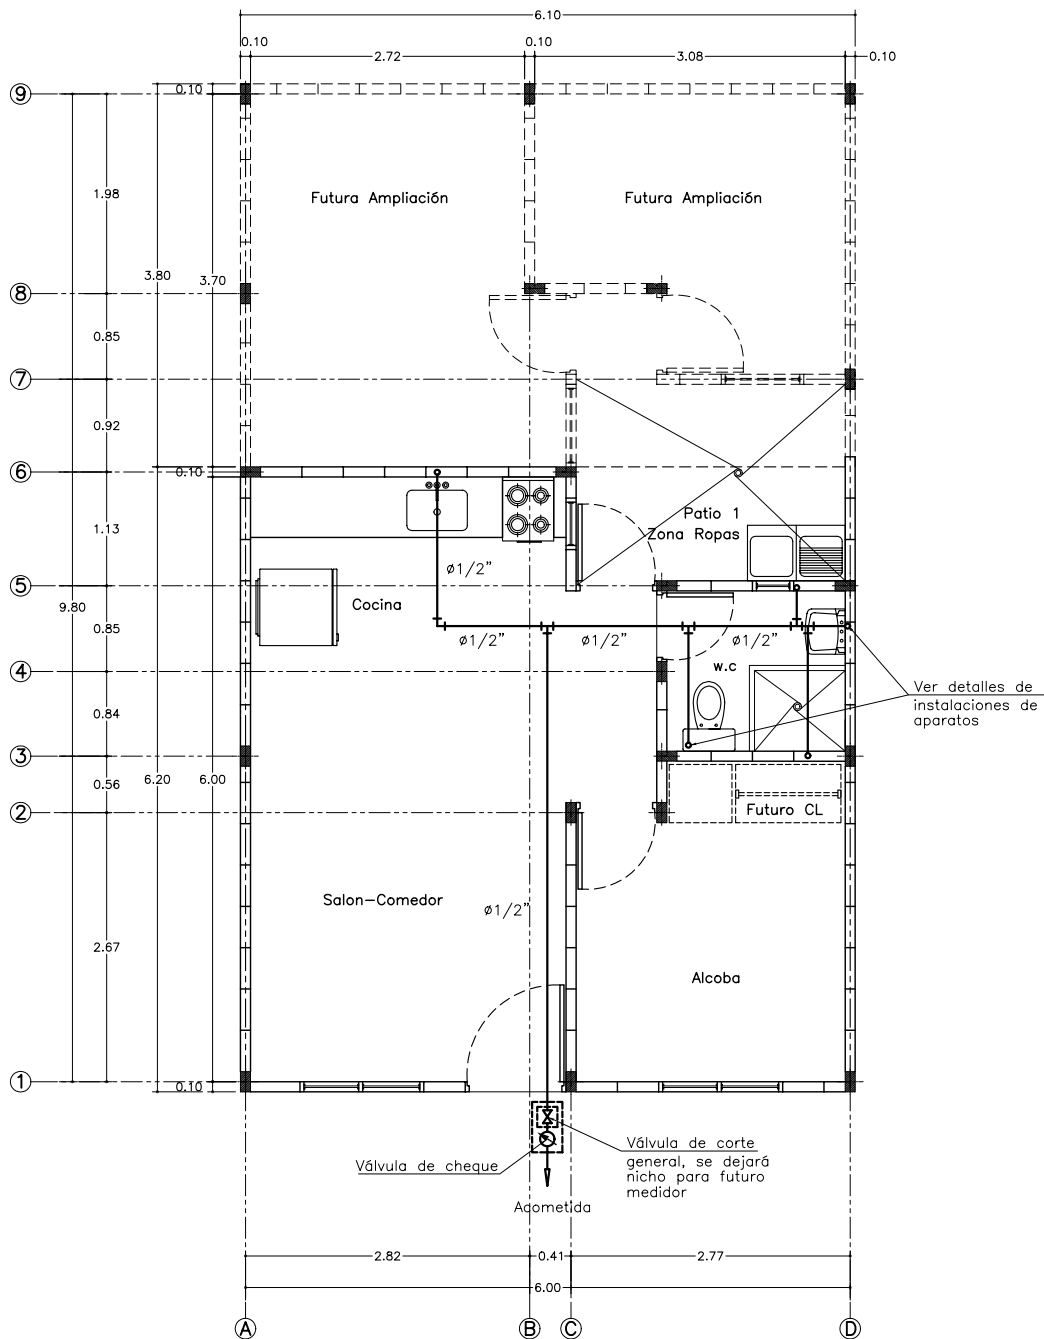 6.10
0.10
0.10
2.72
3.08
0.10
9
0.10
1.98
Futura Ampliación
Futura Ampliación
3.80
3.70
8
0.85
7
0.92
6
0.10
1.13
Patio 1
Zona Ropas
ø1/2"
5
9.80
Cocina
0.85
ø1/2"
ø1/2"
ø1/2"
4
w.c
Ver detalles de
instalaciones de
aparatos
0.84
3
6.20
6.00
0.56
2
Futuro CL
Salon-Comedor
ø1/2"
2.67
Alcoba
1
0.10
Válvula de corte
general, se dejará
nicho para futuro
medidor
Válvula de cheque
Acometida
2.82
0.41
2.77
6.00
A
B
C
D